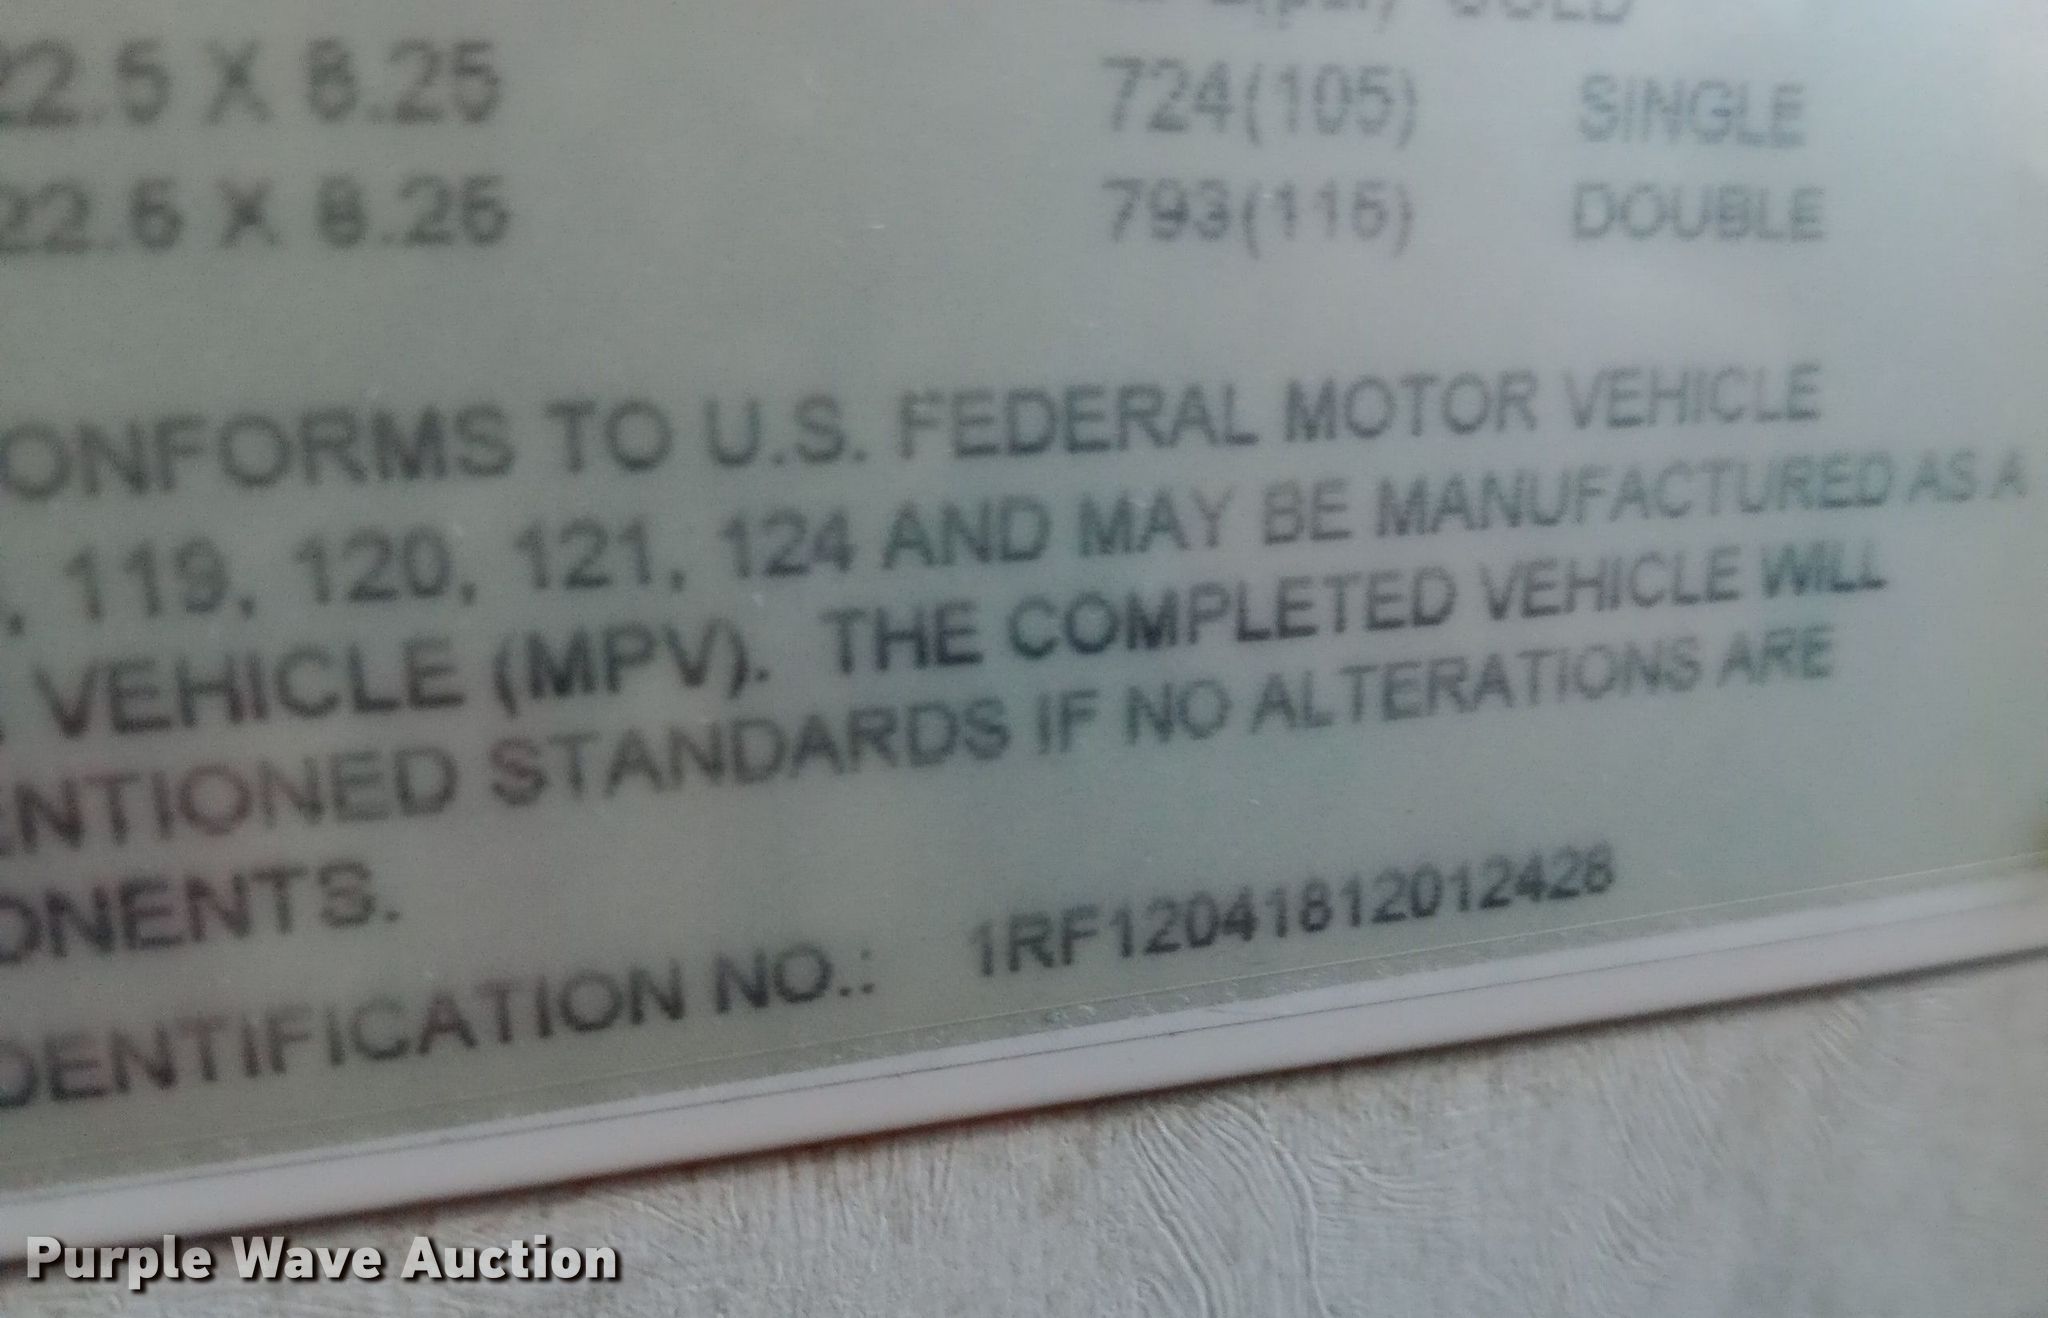 22.5 X 8.25 724(105) SINGLE
22.5 X 8.25 793(115) DOUBLE
ONFORMS TO U.S. FEDERAL MOTOR VEHICLE
, 119, 120, 121, 124 AND MAY BE MANUFACTURED AS A
VEHICLE (MPV). THE COMPLETED VEHICLE WILL
ENTIONED STANDARDS IF NO ALTERATIONS ARE
ONENTS.
DENTIFICATION NO.: 1RF12041812012428
Purple Wave Auction